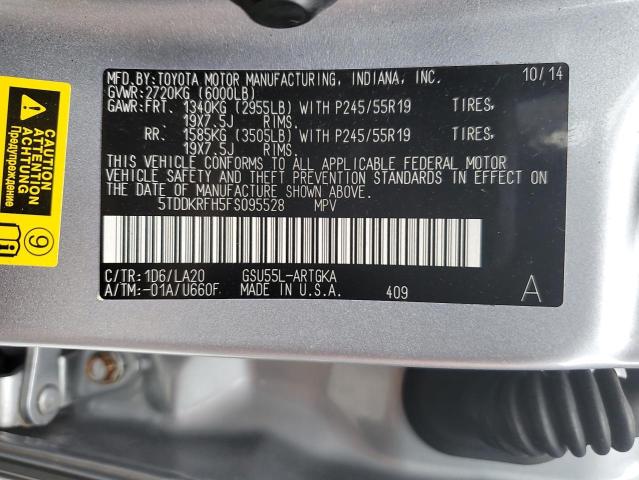 MFD.BY:TOYOTA MOTOR MANUFACTURING, INDIANA, INC. 10/14
GVWR:2720KG (6000LB)
GAWR:FRT. 1340KG (2955LB) WITH P245/55R19 TIRES,
19X7.5J RIMS.
RR. 1585KG (3505LB) WITH P245/55R19 TIRES,
19X7.5J RIMS.
THIS VEHICLE CONFORMS TO ALL APPLICABLE FEDERAL MOTOR
VEHICLE SAFETY AND THEFT PREVENTION STANDARDS IN EFFECT
ON THE DATE OF MANUFACTURE SHOWN ABOVE.
5TDDKRFH5FS095528 MPV
C/TR:1D6/LA20 GSU55L-ARTGKA
A/TM:-01A/U660F MADE IN U.S.A. 409 A
CAUTION
ATTENTION
ACHTUNG
Предупреждение
9